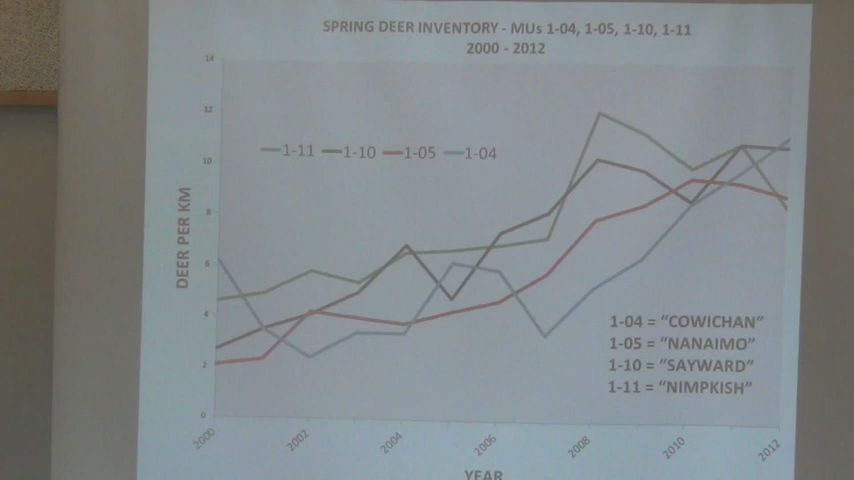 SPRING DEER INVENTORY - MUs 1-04, 1-05, 1-10, 1-11
2000 - 2012
14
12
10
8
6
4
2
0
DEER PER KM
1-11 1-10 1-05 1-04
1-04 = "COWICHAN"
1-05 = "NANAIMO"
1-10 = "SAYWARD"
1-11 = "NIMPKISH"
2000 2002 2004 2006 2008 2010 2012
YEAR